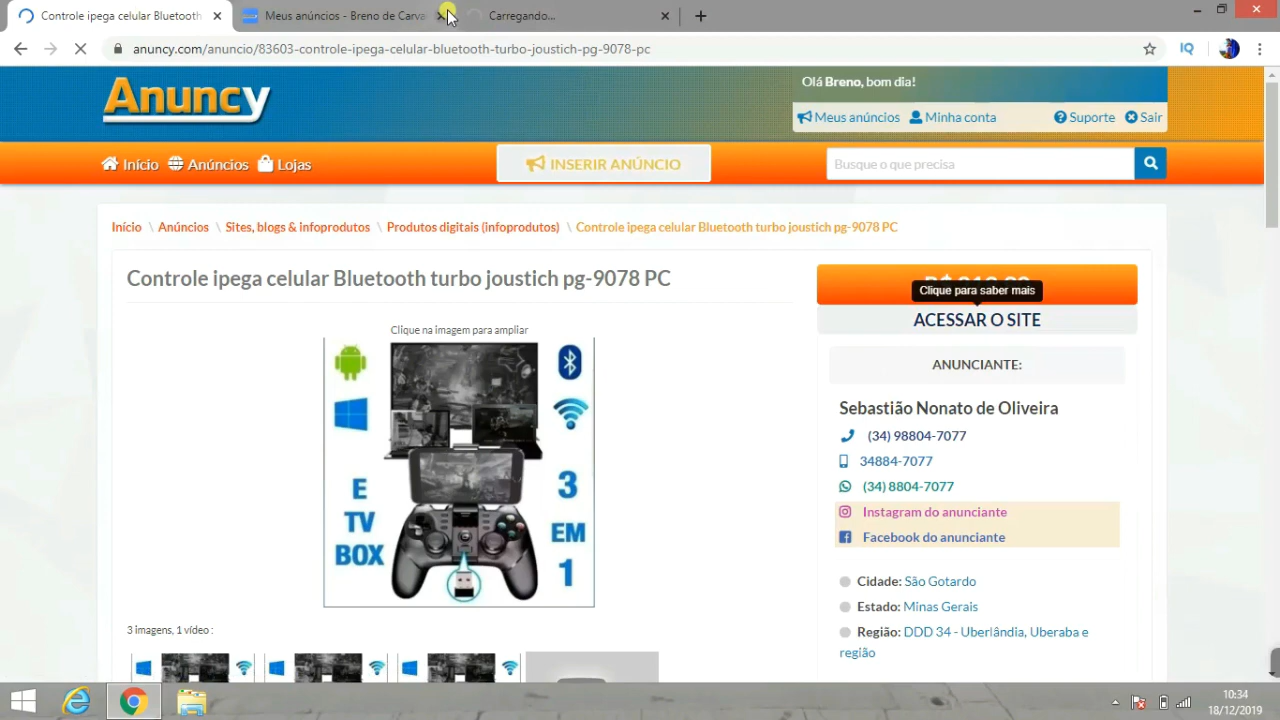 Controle ipega celular Bluetooth
Meus anúncios - Breno de Carva
Carregando...
anuncy.com/anuncio/83603-controle-ipega-celular-bluetooth-turbo-joustich-pg-9078-pc
IQ
Anuncy
Olá Breno, bom dia!
Meus anúncios Minha conta Suporte Sair
Início Anúncios Lojas
INSERIR ANÚNCIO
Busque o que precisa
Início \ Anúncios \ Sites, blogs & infoprodutos \ Produtos digitais (infoprodutos) \ Controle ipega celular Bluetooth turbo joustich pg-9078 PC
Controle ipega celular Bluetooth turbo joustich pg-9078 PC
Clique na imagem para ampliar
E
TV
BOX
3
EM
1
3 imagens, 1 vídeo :
Clique para saber mais
ACESSAR O SITE
ANUNCIANTE:
Sebastião Nonato de Oliveira
(34) 98804-7077
34884-7077
(34) 8804-7077
Instagram do anunciante
Facebook do anunciante
Cidade: São Gotardo
Estado: Minas Gerais
Região: DDD 34 - Uberlândia, Uberaba e
região
10:34
18/12/2019